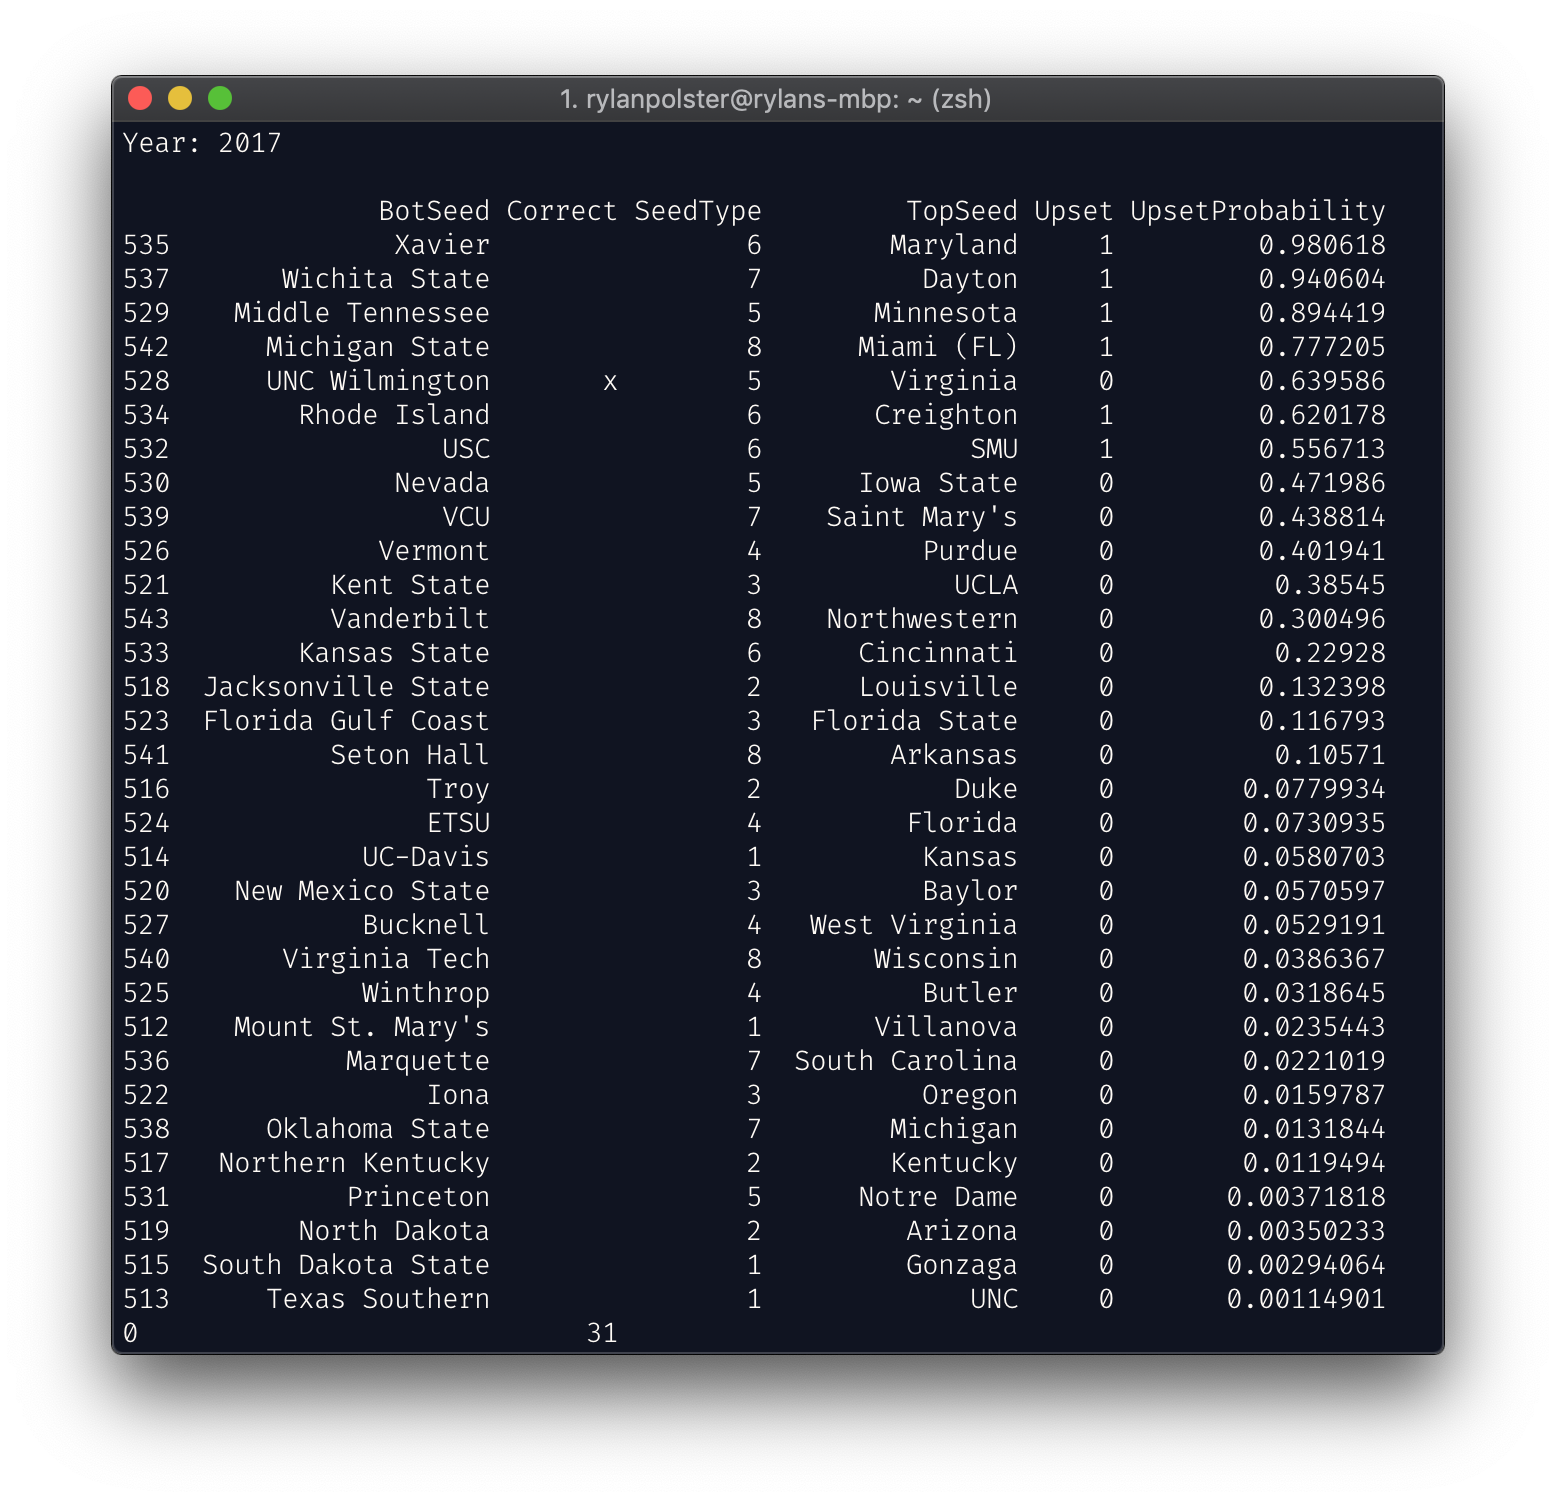 1. rylanpolster@rylans-mbp: ~ (zsh)
Year: 2017
BotSeed Correct SeedType TopSeed Upset UpsetProbability
535 Xavier 6 Maryland 1 0.980618
537 Wichita State 7 Dayton 1 0.940604
529 Middle Tennessee 5 Minnesota 1 0.894419
542 Michigan State 8 Miami (FL) 1 0.777205
528 UNC Wilmington x 5 Virginia 0 0.639586
534 Rhode Island 6 Creighton 1 0.620178
532 USC 6 SMU 1 0.556713
530 Nevada 5 Iowa State 0 0.471986
539 VCU 7 Saint Mary's 0 0.438814
526 Vermont 4 Purdue 0 0.401941
521 Kent State 3 UCLA 0 0.38545
543 Vanderbilt 8 Northwestern 0 0.300496
533 Kansas State 6 Cincinnati 0 0.22928
518 Jacksonville State 2 Louisville 0 0.132398
523 Florida Gulf Coast 3 Florida State 0 0.116793
541 Seton Hall 8 Arkansas 0 0.10571
516 Troy 2 Duke 0 0.0779934
524 ETSU 4 Florida 0 0.0730935
514 UC-Davis 1 Kansas 0 0.0580703
520 New Mexico State 3 Baylor 0 0.0570597
527 Bucknell 4 West Virginia 0 0.0529191
540 Virginia Tech 8 Wisconsin 0 0.0386367
525 Winthrop 4 Butler 0 0.0318645
512 Mount St. Mary's 1 Villanova 0 0.0235443
536 Marquette 7 South Carolina 0 0.0221019
522 Iona 3 Oregon 0 0.0159787
538 Oklahoma State 7 Michigan 0 0.0131844
517 Northern Kentucky 2 Kentucky 0 0.0119494
531 Princeton 5 Notre Dame 0 0.00371818
519 North Dakota 2 Arizona 0 0.00350233
515 South Dakota State 1 Gonzaga 0 0.00294064
513 Texas Southern 1 UNC 0 0.00114901
0 31